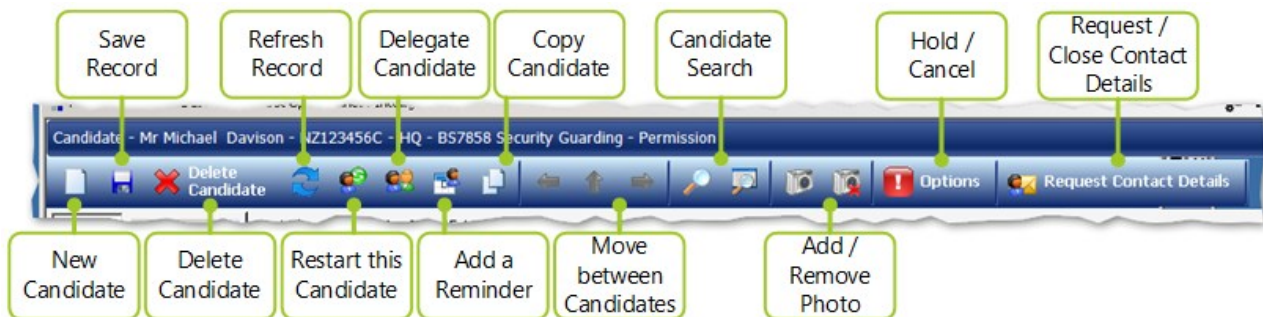 Save
Record
Refresh
Record
Delegate
Candidate
Copy
Candidate
Candidate
Search
Hold /
Cancel
Request /
Close Contact
Details
Candidate - Mr Michael Davison - NZ123456C - HQ - BS7858 Security Guarding - Permission
Delete
Candidate
Options
Request Contact Details
New
Candidate
Delete
Candidate
Restart this
Candidate
Add a
Reminder
Move
between
Candidates
Add /
Remove
Photo